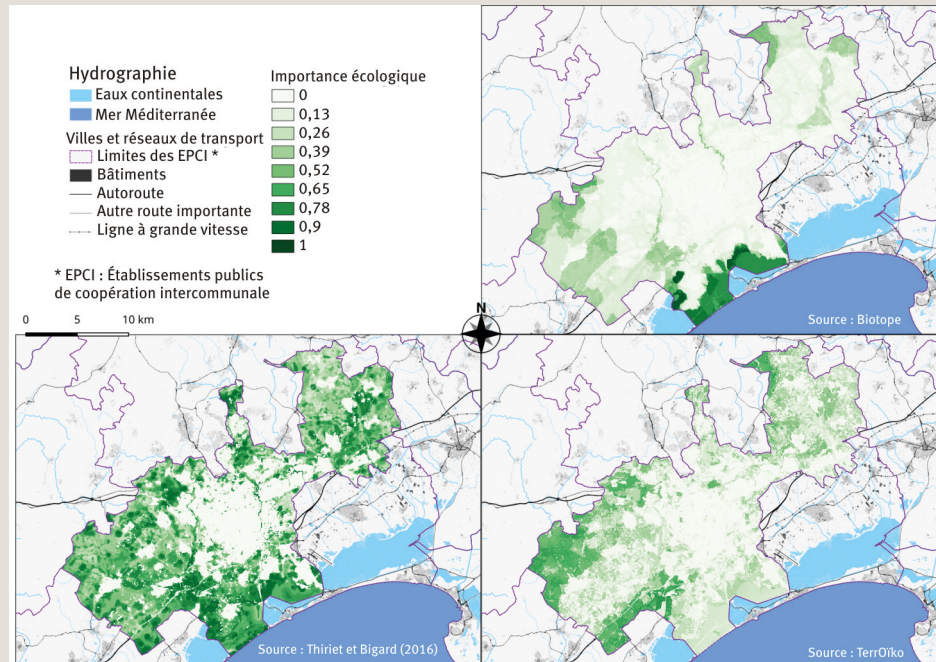 Hydrographie
Eaux continentales
Mer Méditerranée
Villes et réseaux de transport
Limites des EPCI *
Bâtiments
Autoroute
Autre route importante
Ligne à grande vitesse
* EPCI : Établissements publics
de coopération intercommunale
Importance écologique
0
0,13
0,26
0,39
0,52
0,65
0,78
0,9
1
0 5 10 km
N
Source : Biotope
Source : Thiriet et Bigard (2016)
Source : TerrOïko